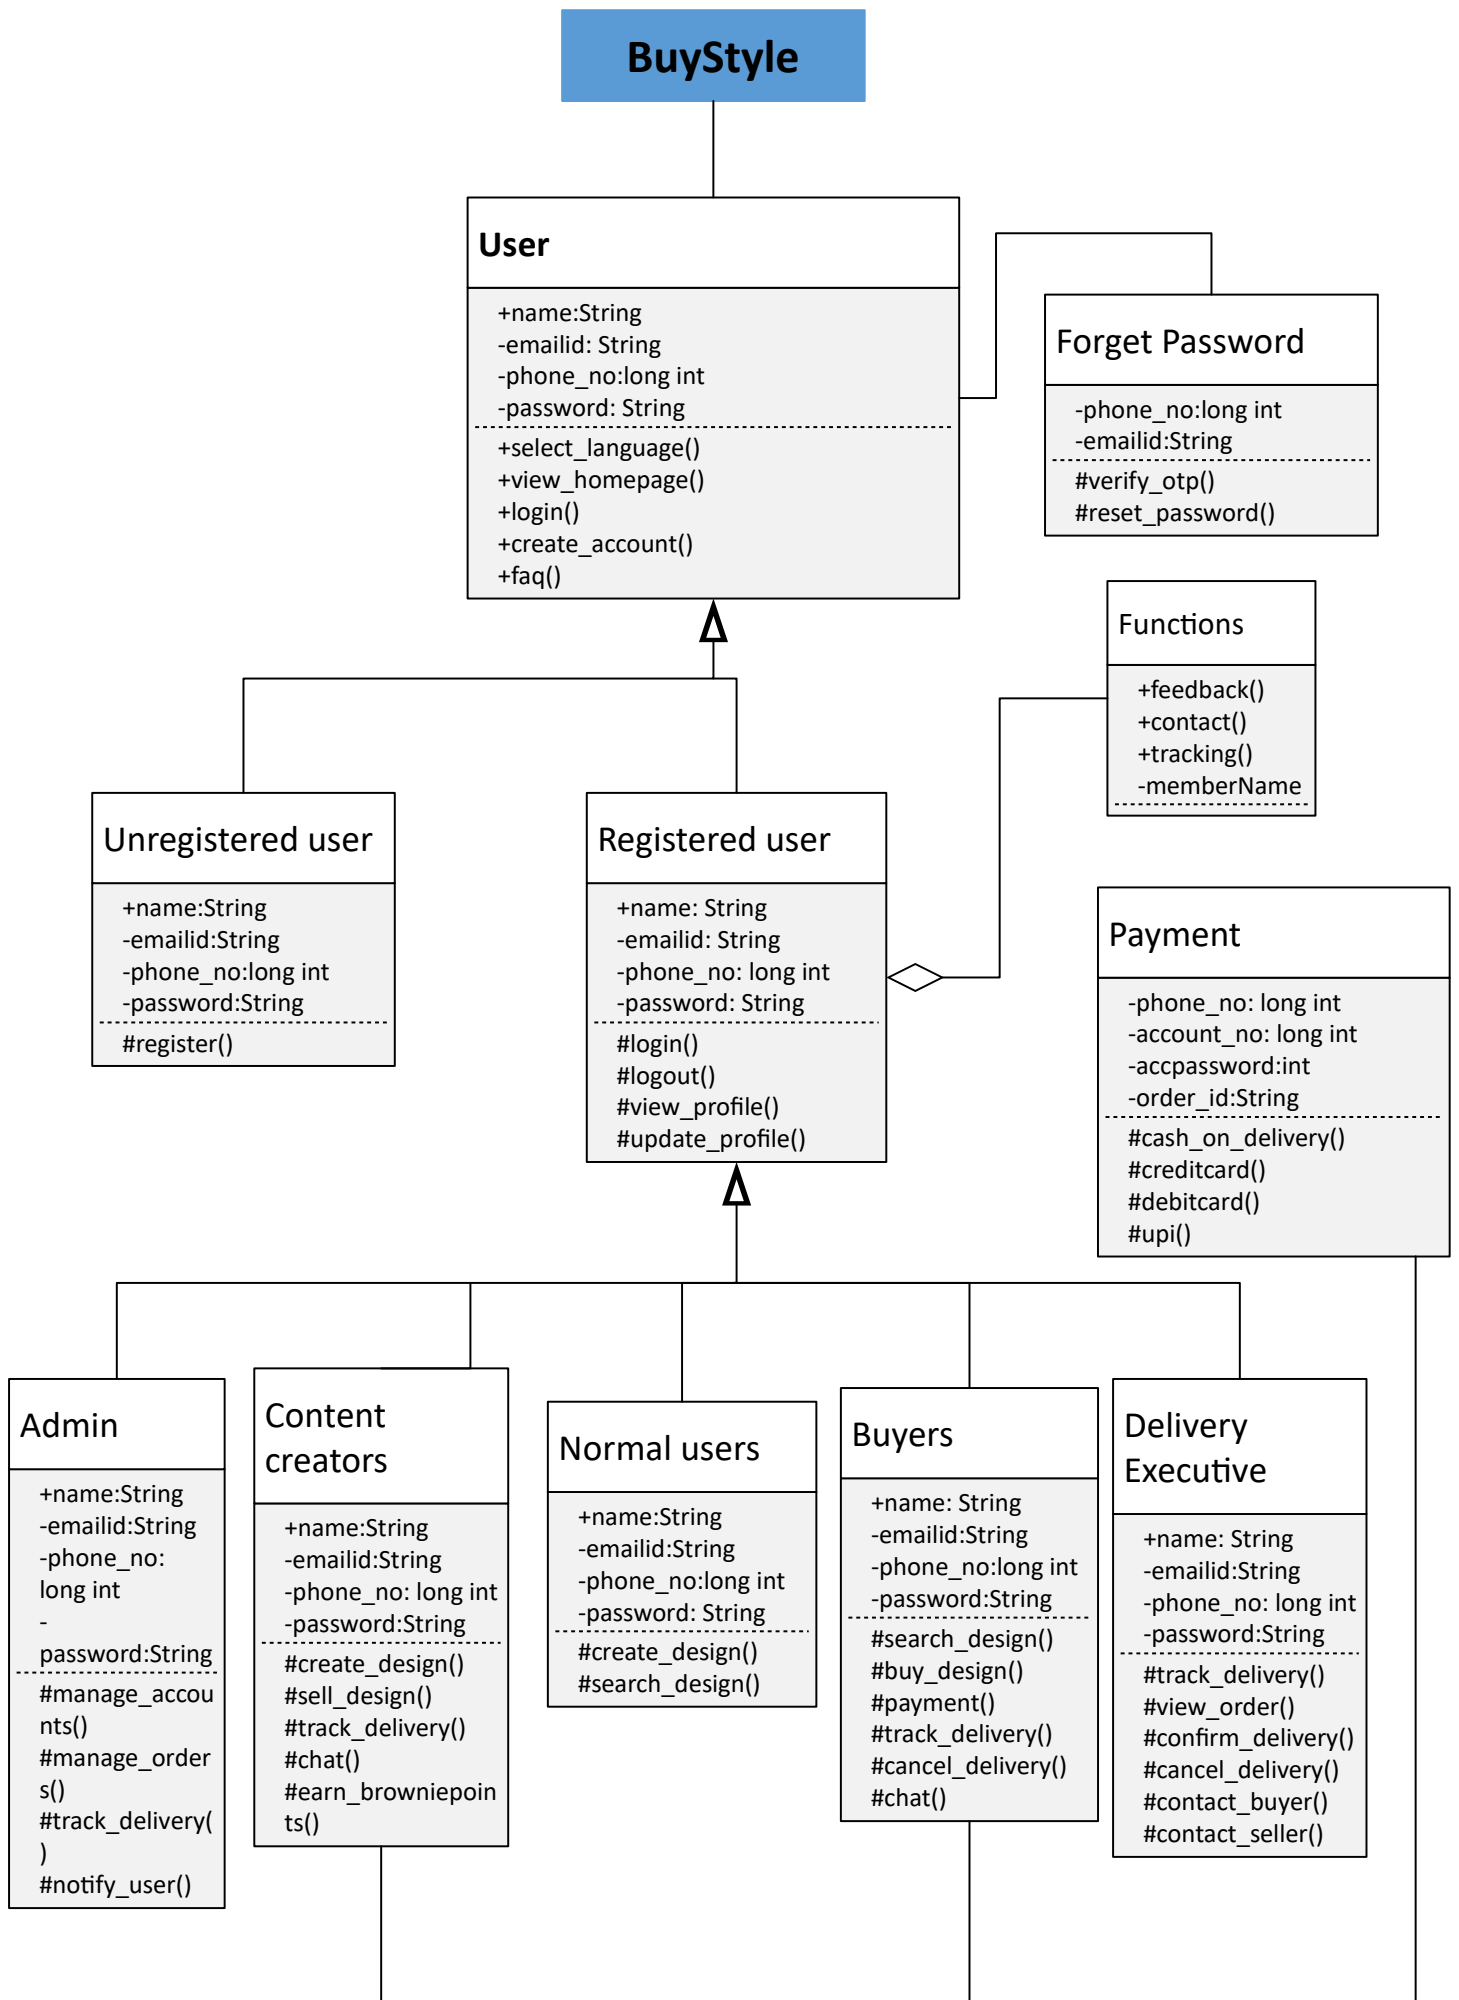 BuyStyle
User
+name:String
-emailid: String
-phone_no:long int
-password: String
+select_language()
+view_homepage()
+login()
+create_account()
+faq()
Forget Password
-phone_no:long int
-emailid:String
#verify_otp()
#reset_password()
Functions
+feedback()
+contact()
+tracking()
-memberName
Unregistered user
+name:String
-emailid:String
-phone_no:long int
-password:String
#register()
Registered user
+name: String
-emailid: String
-phone_no: long int
-password: String
#login()
#logout()
#view_profile()
#update_profile()
Payment
-phone_no: long int
-account_no: long int
-accpassword:int
-order_id:String
#cash_on_delivery()
#creditcard()
#debitcard()
#upi()
Admin
+name:String
-emailid:String
-phone_no:
long int
-
password:String
#manage_accou
nts()
#manage_order
s()
#track_delivery(
)
#notify_user()
Content
creators
+name:String
-emailid:String
-phone_no: long int
-password:String
#create_design()
#sell_design()
#track_delivery()
#chat()
#earn_browniepoin
ts()
Normal users
+name:String
-emailid:String
-phone_no:long int
-password: String
#create_design()
#search_design()
Buyers
+name: String
-emailid:String
-phone_no:long int
-password:String
#search_design()
#buy_design()
#payment()
#track_delivery()
#cancel_delivery()
#chat()
Delivery
Executive
+name: String
-emailid:String
-phone_no: long int
-password:String
#track_delivery()
#view_order()
#confirm_delivery()
#cancel_delivery()
#contact_buyer()
#contact_seller()